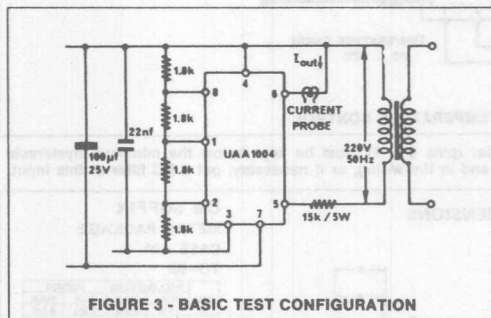 1.8k
8
4
6
Iout↓
CURRENT
PROBE
1.8k
22nf
100µf
25V
1
UAA1004
220V
50Hz
1.8k
2
5
3
7
1.8k
15k / 5W
FIGURE 3 - BASIC TEST CONFIGURATION